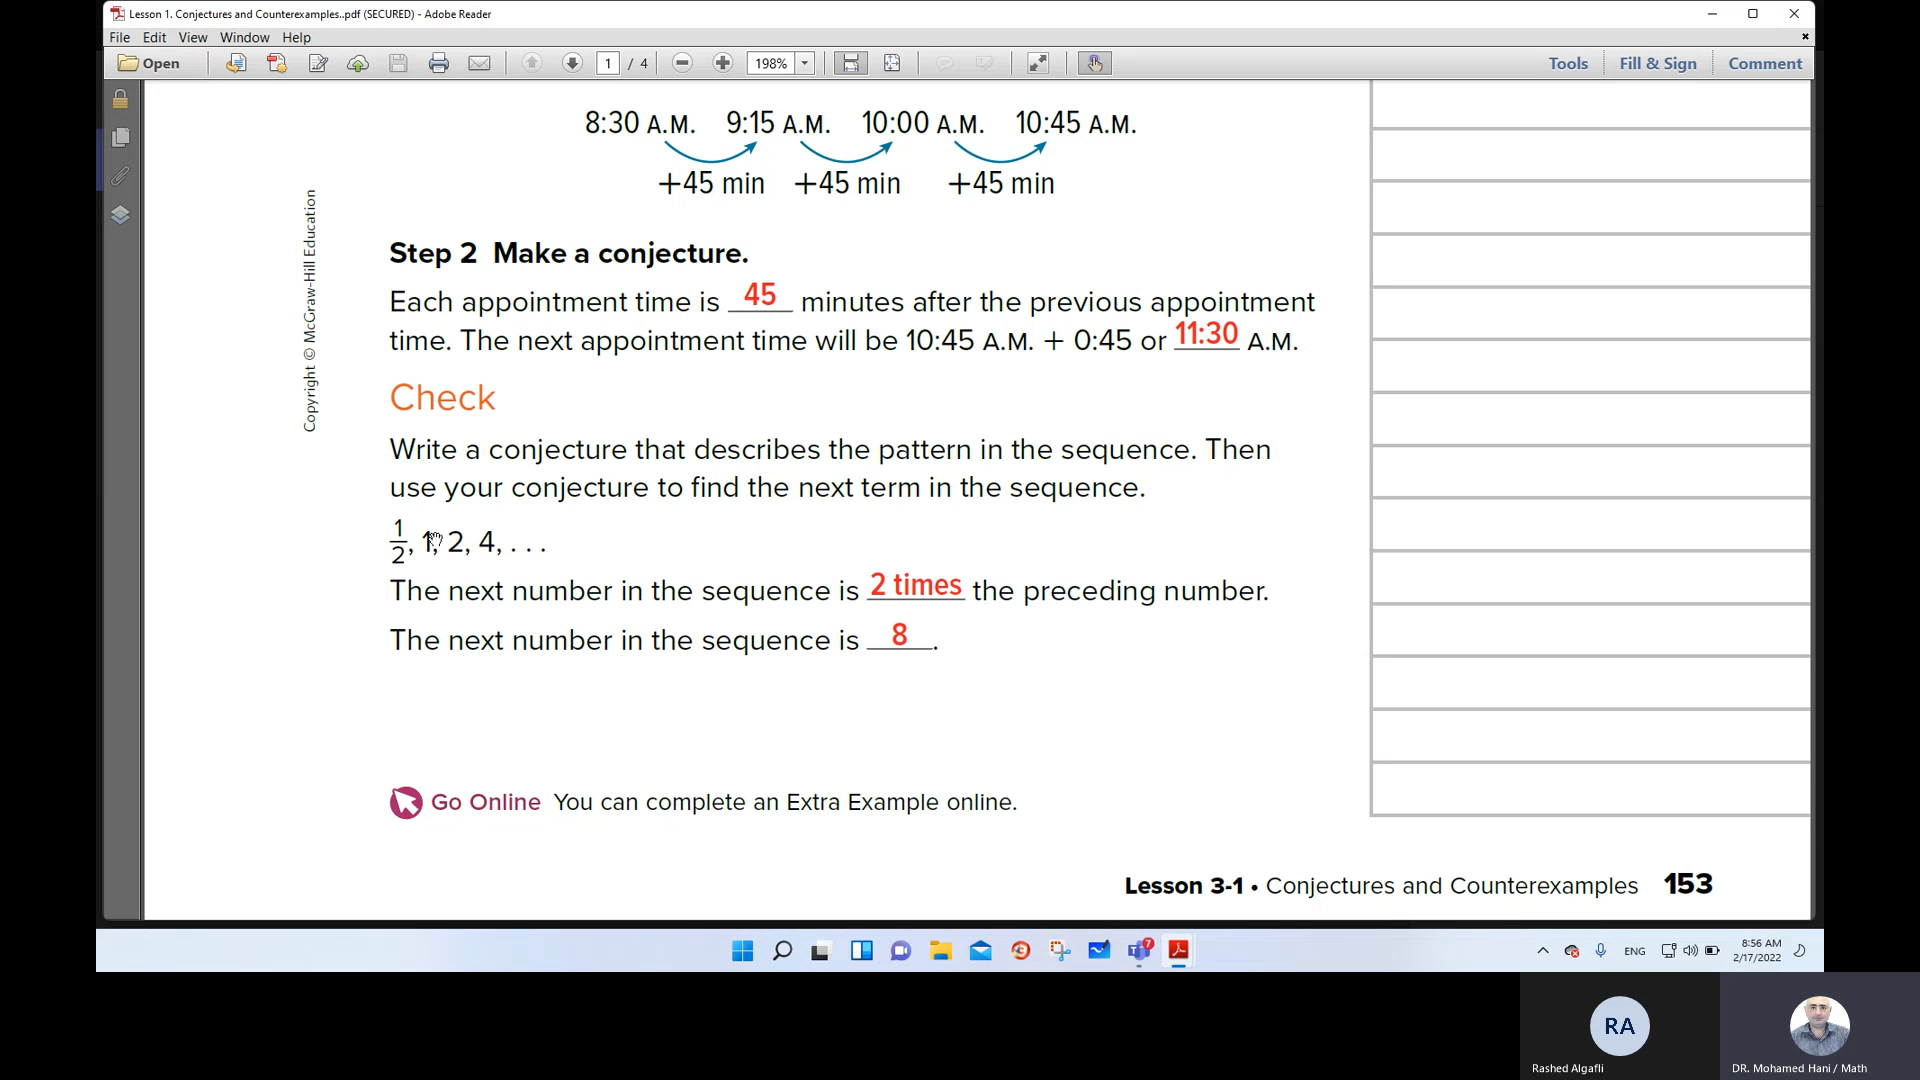 Lesson 1. Conjectures and Counterexamples..pdf (SECURED) - Adobe Reader
File Edit View Window Help
Open 1 / 4 198% Tools Fill & Sign Comment
8:30 A.M. 9:15 A.M. 10:00 A.M. 10:45 A.M.
+45 min +45 min +45 min
Copyright © McGraw-Hill Education
Step 2 Make a conjecture.
Each appointment time is 45 minutes after the previous appointment
time. The next appointment time will be 10:45 A.M. + 0:45 or 11:30 A.M.
Check
Write a conjecture that describes the pattern in the sequence. Then
use your conjecture to find the next term in the sequence.
1/2, 1, 2, 4, . . .
The next number in the sequence is 2 times the preceding number.
The next number in the sequence is 8.
Go Online You can complete an Extra Example online.
Lesson 3-1 • Conjectures and Counterexamples 153
7 ENG 8:56 AM
2/17/2022
RA
Rashed Algafli DR. Mohamed Hani / Math